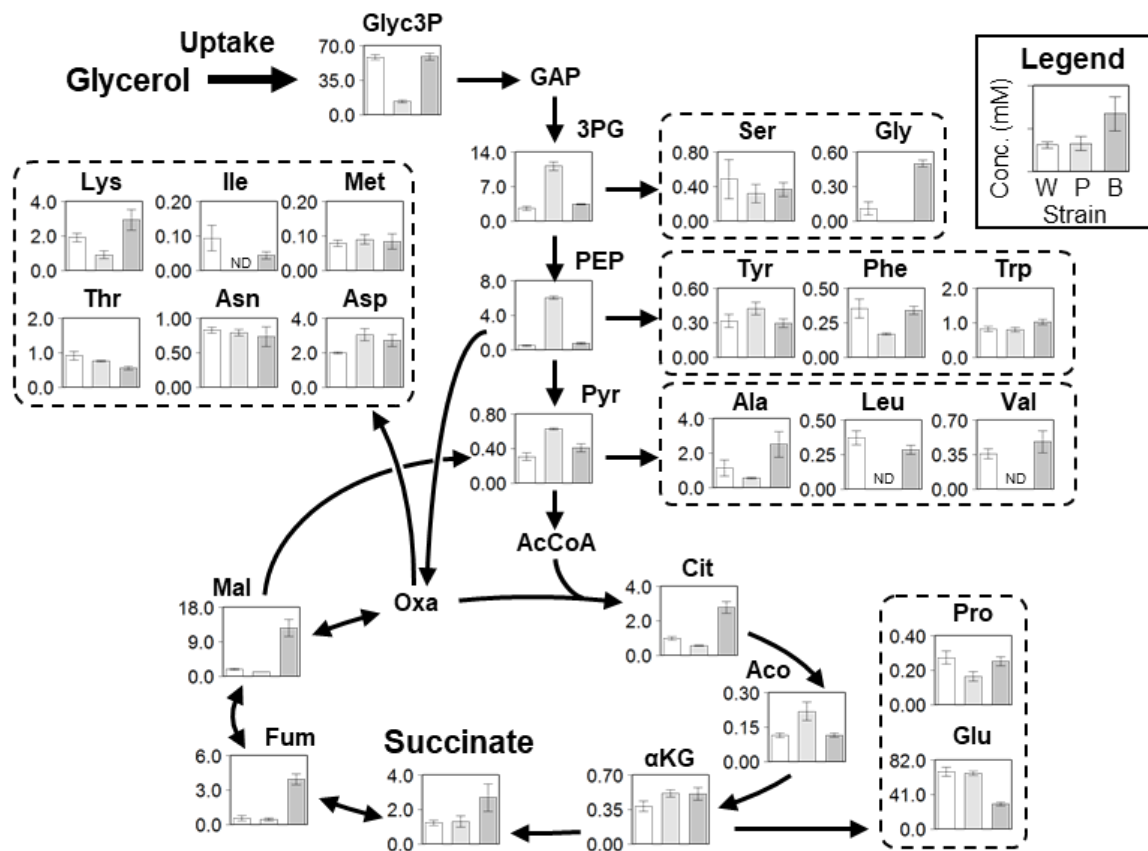 Glyc3P
Uptake
Glycerol
70.0
35.0
0.0
GAP
Legend
Conc. (mM)
W P B
Strain
3PG
14.0
7.0
0.0
Ser
0.80
0.40
0.00
Gly
0.60
0.30
0.00
Lys
4.0
2.0
0.0
Ile
0.20
0.10
0.00
ND
Met
0.20
0.10
0.00
Thr
2.0
1.0
0.0
Asn
1.00
0.50
0.00
Asp
4.0
2.0
0.0
PEP
8.0
4.0
0.0
Tyr
0.60
0.30
0.00
Phe
0.50
0.25
0.00
Trp
2.0
1.0
0.0
Pyr
0.80
0.40
0.00
Ala
4.0
2.0
0.0
Leu
0.50
0.25
0.00
ND
Val
0.70
0.35
0.00
ND
AcCoA
Oxa
Mal
18.0
9.0
0.0
Cit
4.0
2.0
0.0
Aco
0.30
0.15
0.00
Pro
0.40
0.20
0.00
Fum
6.0
3.0
0.0
Succinate
4.0
2.0
0.0
αKG
0.70
0.35
0.00
Glu
82.0
41.0
0.0